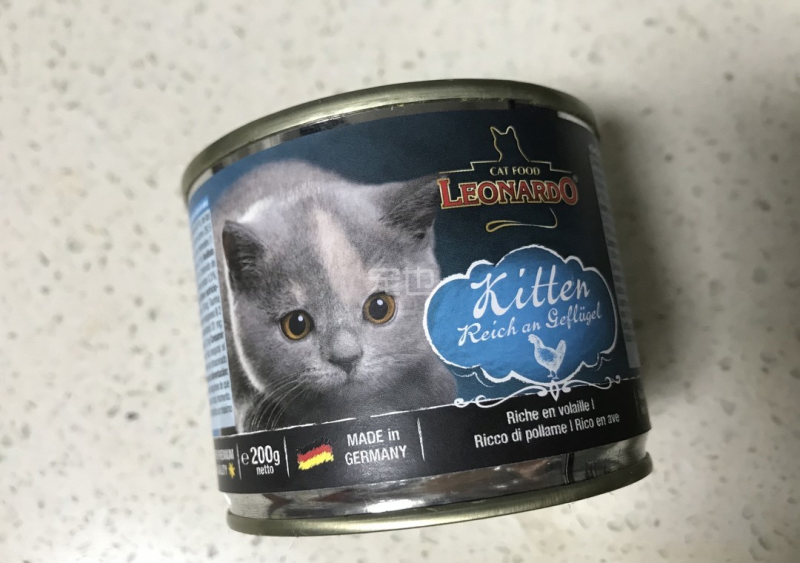 CAT FOOD
LEONARDO
Kitten
Reich an Geflügel
Riche en volaille |
Ricco di pollame | Rico en ave
MADE in
GERMANY
e 200g
netto